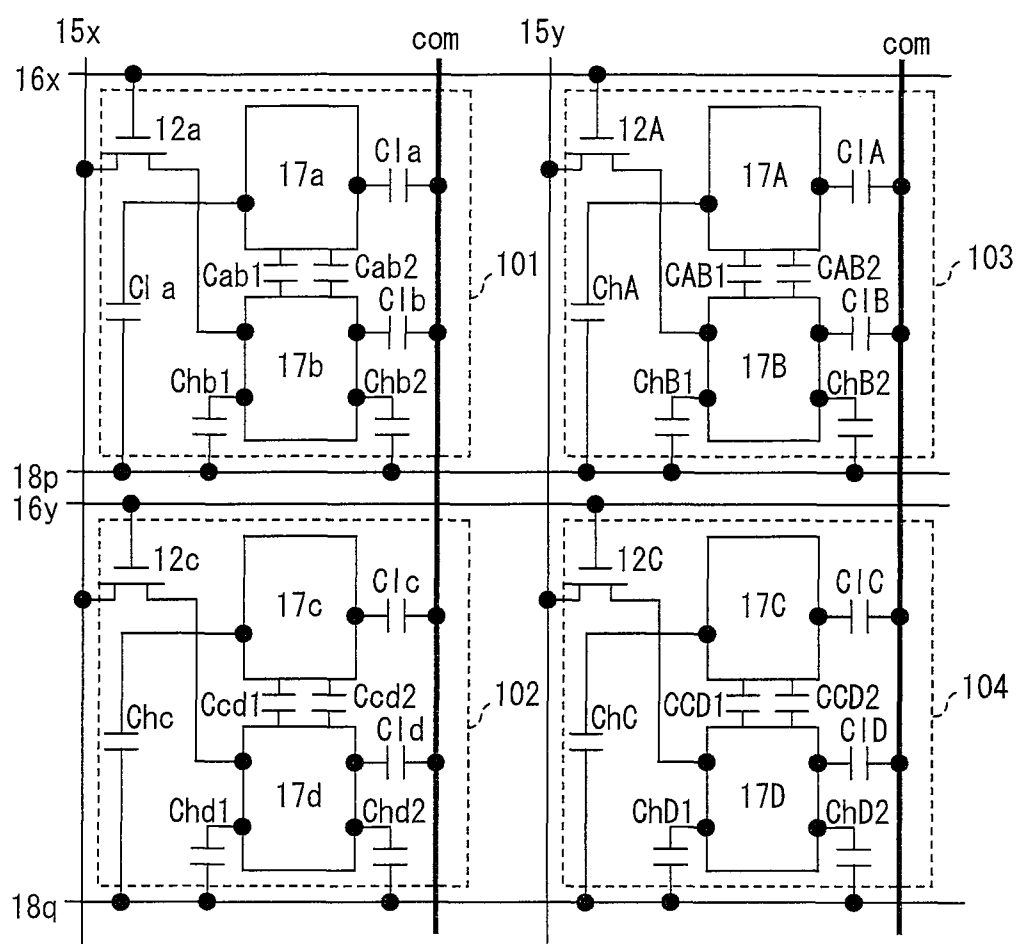 15x com 15y com
16x
12a 12A
17a Cla 17A ClA
101 103
Cab1 Cab2 CAB1 CAB2
Cla Clb ChA ClB
17b 17B
Chb1 Chb2 ChB1 ChB2
18p
16y
12c 12C
17c Clc 17C ClC
102 104
Ccd1 Ccd2 CCD1 CCD2
Chc Cld ChC ClD
17d 17D
Chd1 Chd2 ChD1 ChD2
18q